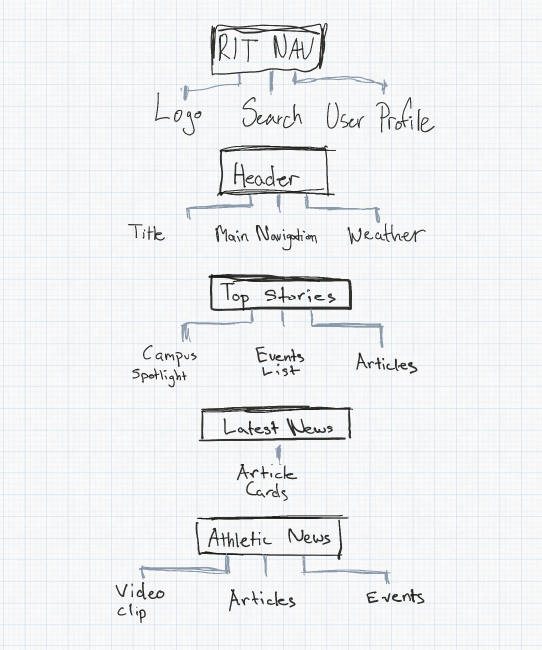 RIT NAV
Logo Search User Profile
Header
Title Main Navigation Weather
Top Stories
Campus Spotlight
Events List
Articles
Latest News
Article
Cards
Athletic News
Video
Clip
Articles
Events